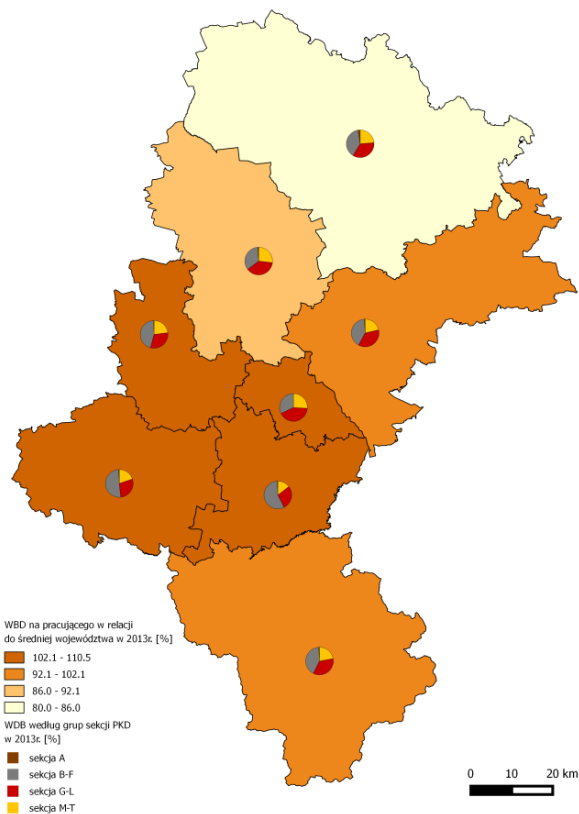 WBD na pracującego w relacji
do średniej województwa w 2013r. [%]
102.1 - 110.5
92.1 - 102.1
86.0 - 92.1
80.0 - 86.0
WDB według grup sekcji PKD
w 2013r. [%]
sekcja A
sekcja B-F
sekcja G-L
sekcja M-T
0 10 20 km